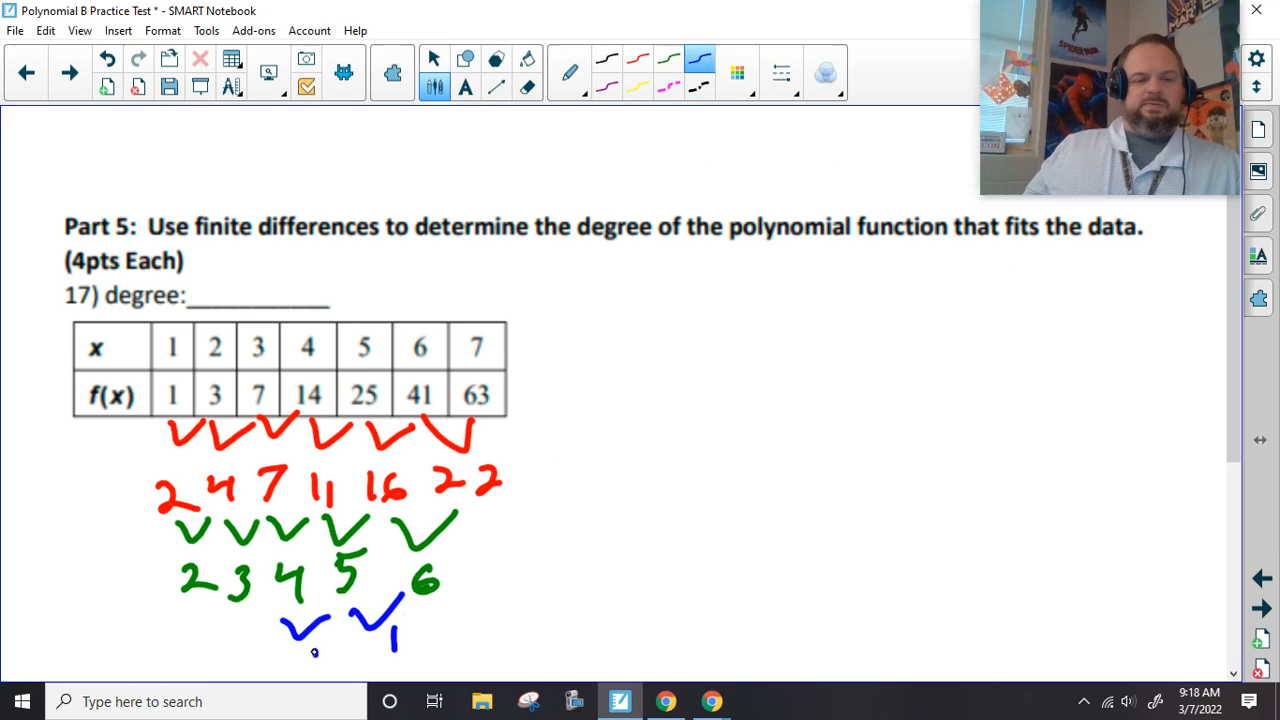 Polynomial B Practice Test * - SMART Notebook
File Edit View Insert Format Tools Add-ons Account Help
Part 5: Use finite differences to determine the degree of the polynomial function that fits the data.
(4pts Each)
17) degree:___________
x 1 2 3 4 5 6 7
f(x) 1 3 7 14 25 41 63
2 4 7 11 16 22
2 3 4 5 6
1
Type here to search
9:18 AM
3/7/2022